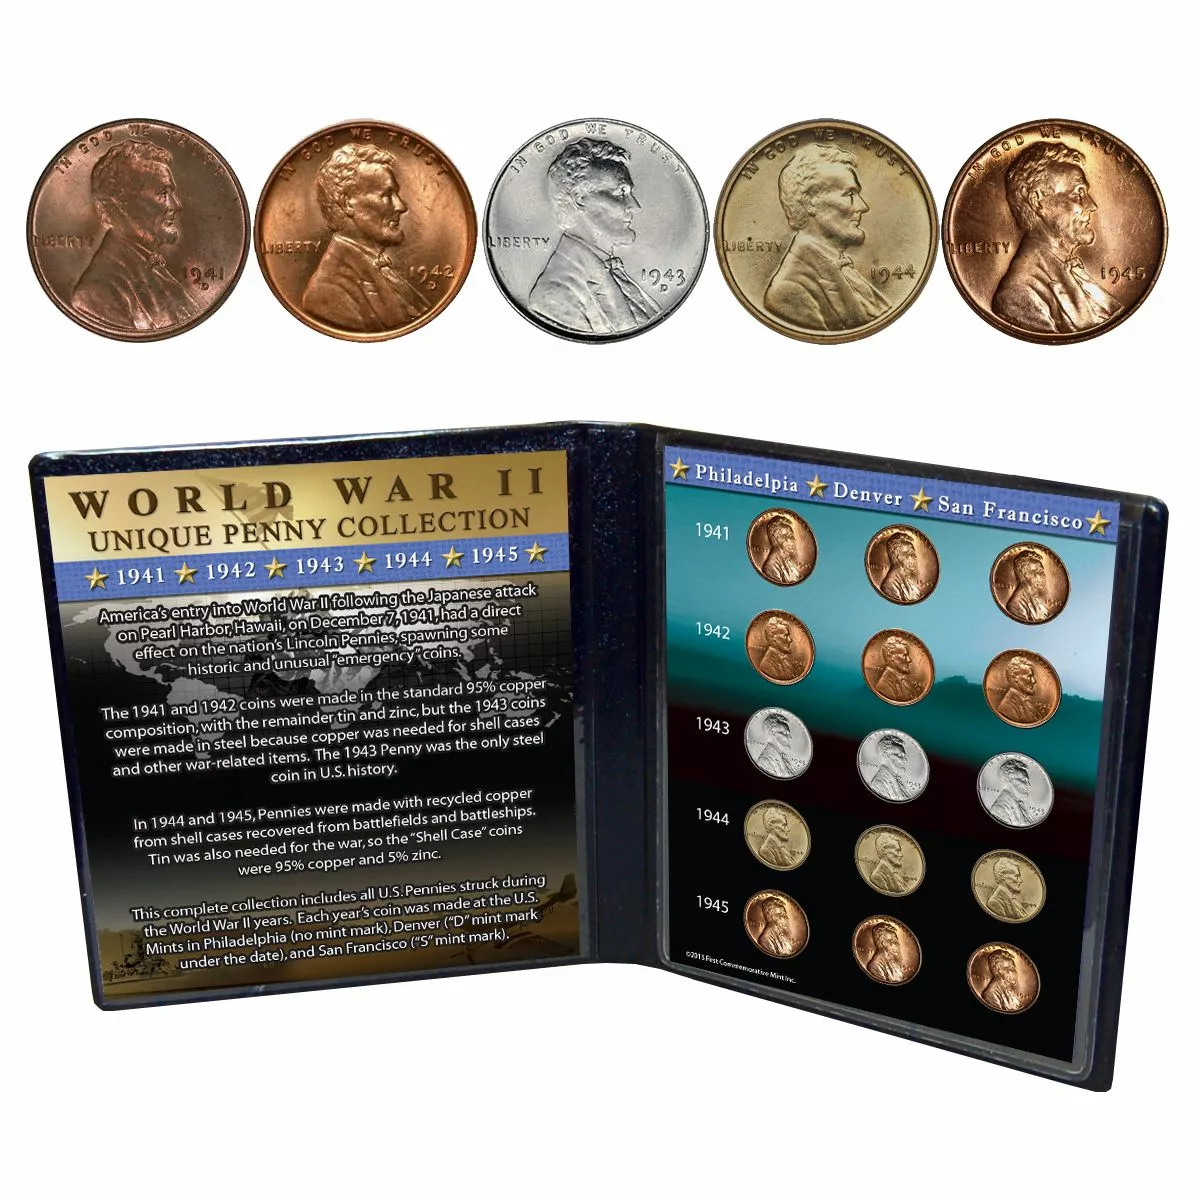 IN GOD WE TRUST
LIBERTY
1941
D
IN GOD WE TRUST
LIBERTY
1942
D
IN GOD WE TRUST
LIBERTY
1943
D
IN GOD WE TRUST
LIBERTY
1944
IN GOD WE TRUST
LIBERTY
1945
WORLD WAR II
UNIQUE PENNY COLLECTION
1941 1942 1943 1944 1945
America's entry into World War II following the Japanese attack
on Pearl Harbor, Hawaii, on December 7, 1941, had a direct
effect on the nation's Lincoln Pennies, spawning some
historic and unusual "emergency" coins.
The 1941 and 1942 coins were made in the standard 95% copper
composition, with the remainder tin and zinc, but the 1943 coins
were made in steel because copper was needed for shell cases
and other war-related items. The 1943 Penny was the only steel
coin in U.S. history.
In 1944 and 1945, Pennies were made with recycled copper
from shell cases recovered from battlefields and battleships.
Tin was also needed for the war, so the "Shell Case" coins
were 95% copper and 5% zinc.
This complete collection includes all U.S. Pennies struck during
the World War II years. Each year's coin was made at the U.S.
Mints in Philadelphia (no mint mark), Denver ("D" mint mark
under the date), and San Francisco ("S" mint mark).
Philadelpia Denver San Francisco
1941
1942
1943
1944
1945
©2013 First Commemorative Mint Inc.